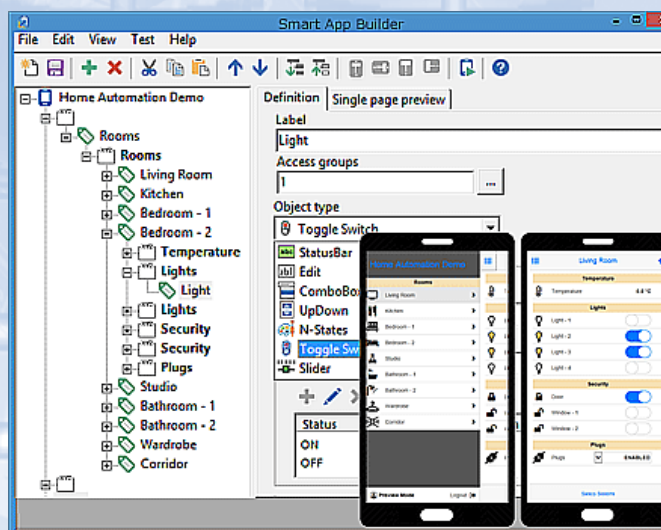 Smart App Builder
File Edit View Test Help
Home Automation Demo
Rooms
Rooms
Living Room
Kitchen
Bedroom - 1
Bedroom - 2
Temperature
Lights
Light
Lights
Security
Security
Plugs
Studio
Bathroom - 1
Bathroom - 2
Wardrobe
Corridor
Definition Single page preview
Label
Light
Access groups
1
...
Object type
Toggle Switch
StatusBar
Edit
ComboBo
UpDown
N-States
Toggle Sw
Slider
Status
ON
OFF
Home Automation Demo
Rooms
Living Room
Kitchen
Bedroom - 1
Bedroom - 2
Studio
Bathroom - 1
Bathroom - 2
Wardrobe
Corridor
Preview Mode Logout
Living Room
Temperature
Temperature
Lights
Light - 1
Light - 2
Light - 3
Light - 4
Security
Door
Window - 1
Window - 2
Plugs
Plugs ENABLED